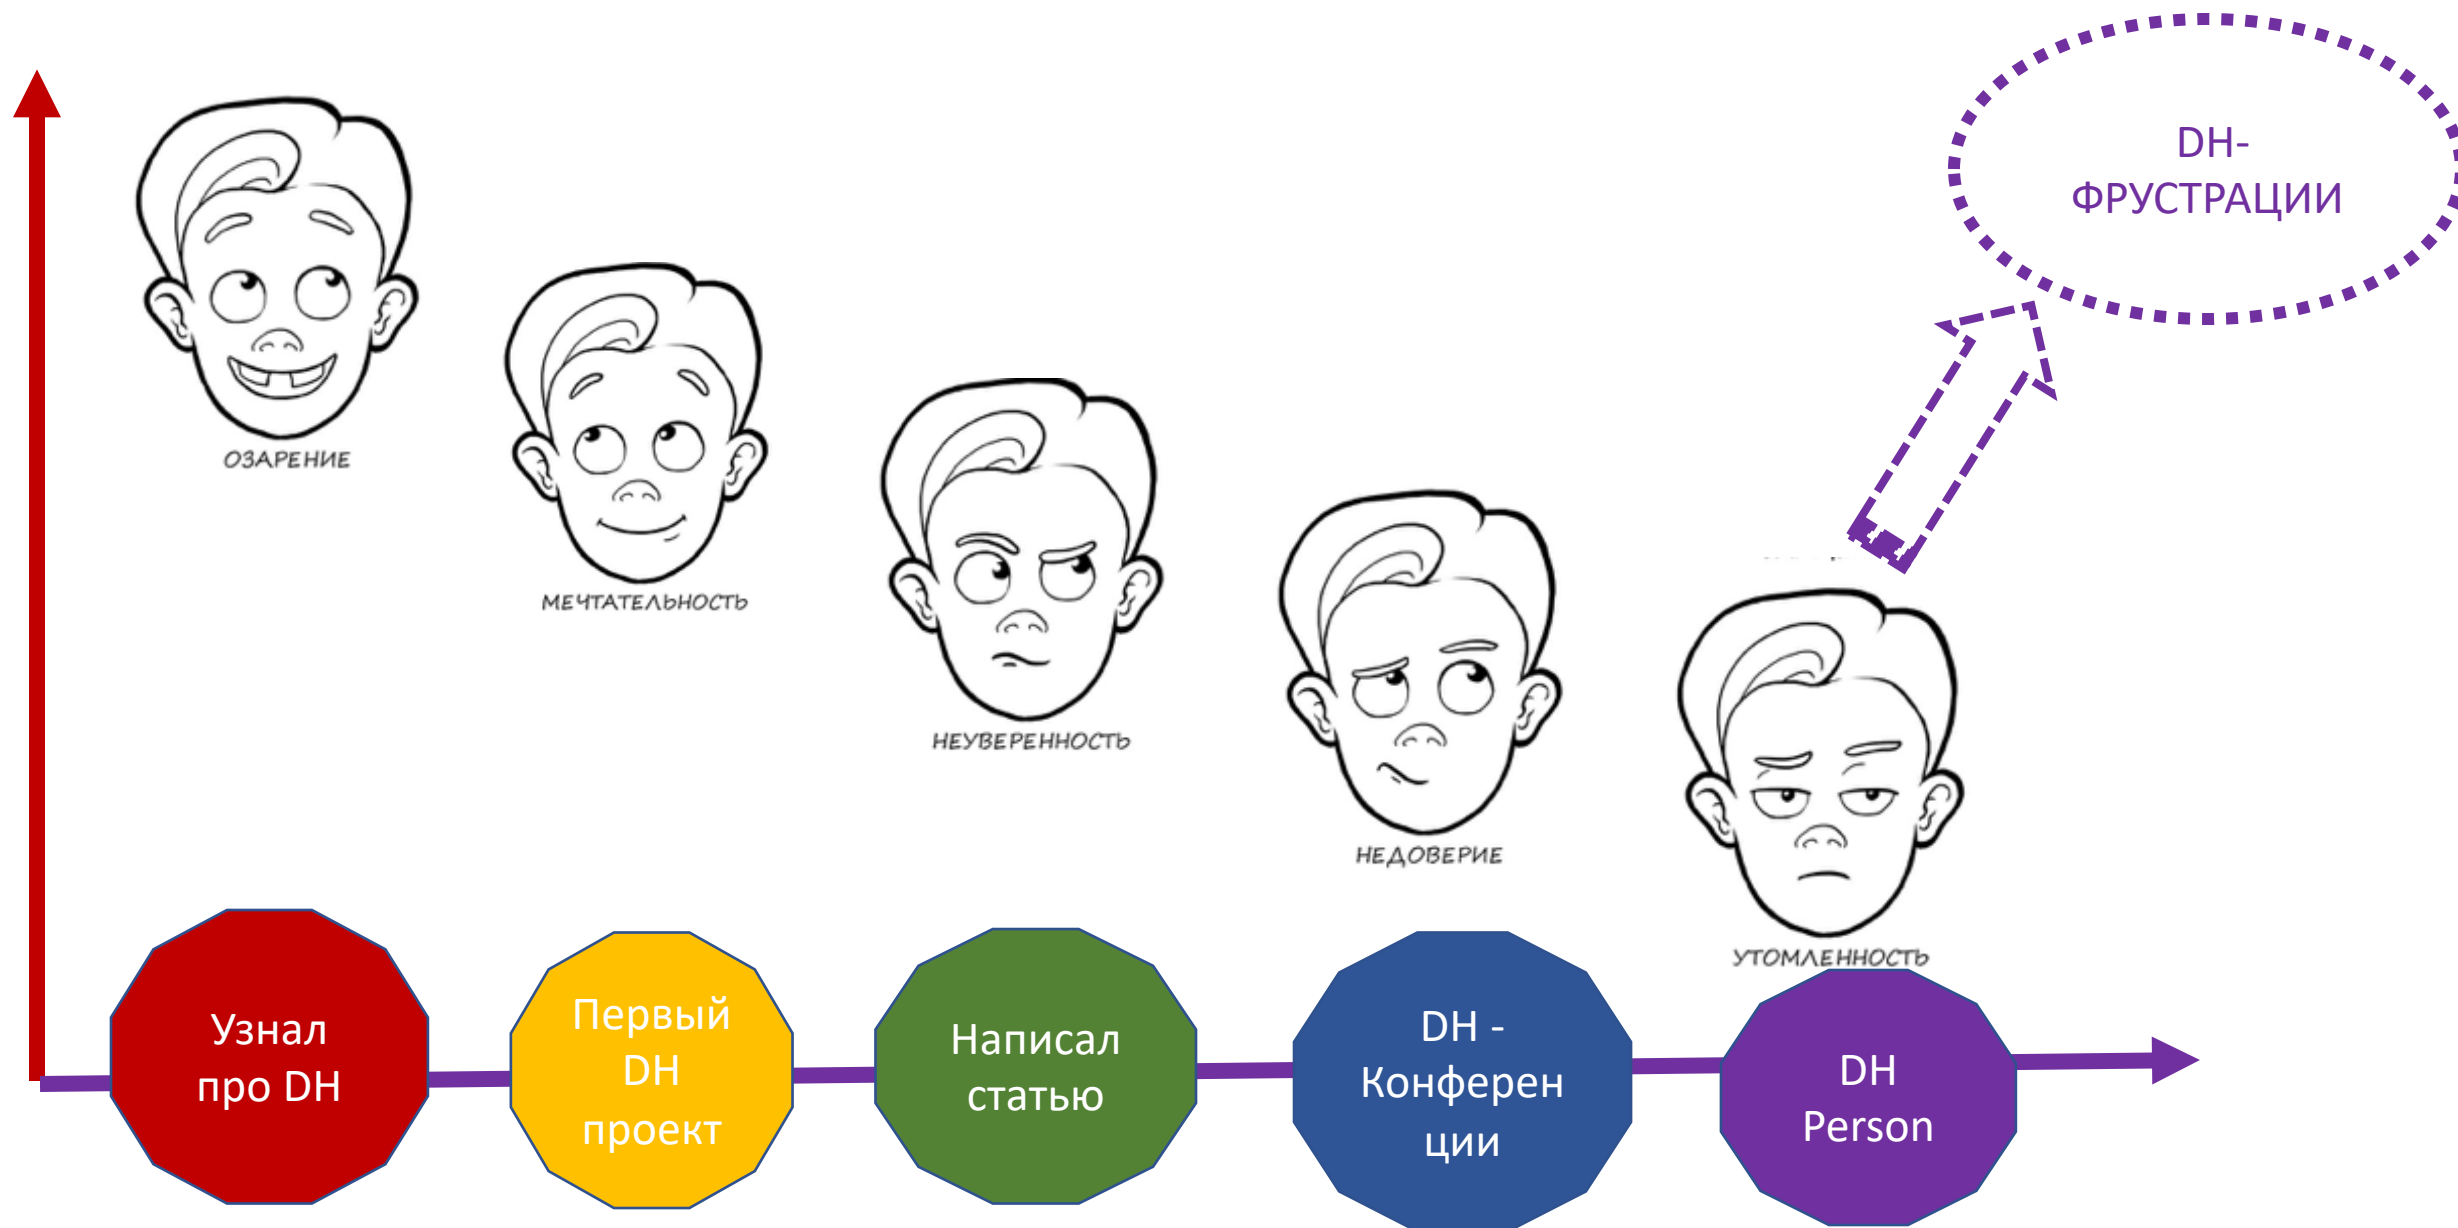 DH-
ФРУСТРАЦИИ
ОЗАРЕНИЕ
МЕЧТАТЕЛЬНОСТЬ
НЕУВЕРЕННОСТЬ
НЕДОВЕРИЕ
УТОМЛЕННОСТЬ
Узнал
про DH
Первый
DH
проект
Написал
статью
DH -
Конферен
ции
DH
Person